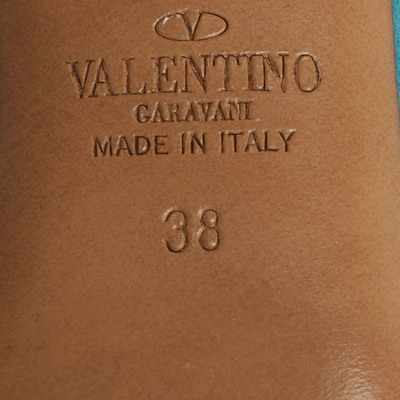 V
VALENTINO
GARAVANI
MADE IN ITALY
38